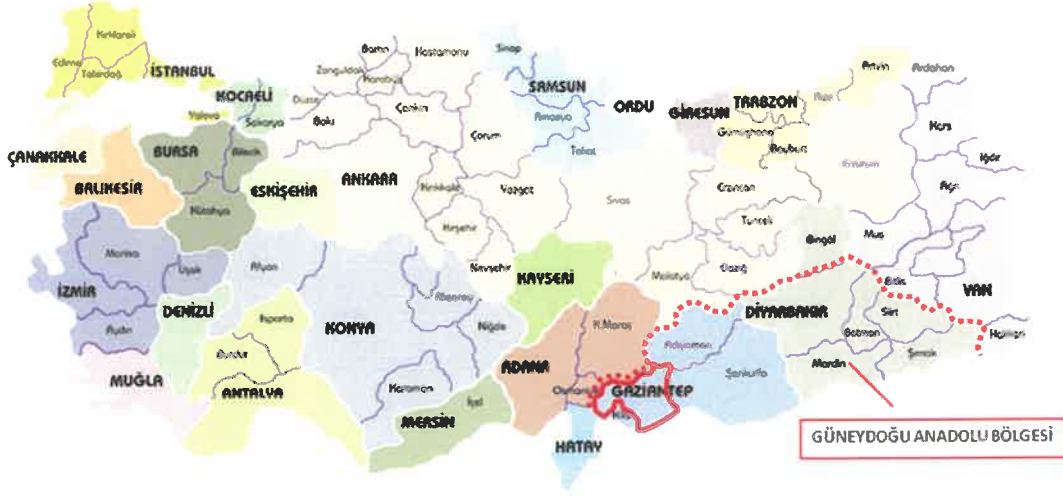 Kırklareli
Edirne
Tekirdağ
İSTANBUL
KOCAELİ
Yalova
Sakarya
Düzce
Zonguldak
Bartın
Karabük
Kastamonu
Bolu
Çankırı
Sinop
SAMSUN
Amasya
Tokat
Çorum
ORDU
GİRESUN
TARBZON
Rize
Artvin
Ardahan
Gümüşhane
Bayburt
Kars
Iğdır
Ağrı
Erzurum
Erzincan
Tunceli
ÇANAKKALE
BALIKESİR
BURSA
Bilecik
Kütahya
ESKİŞEHİR
ANKARA
Kırıkkale
Yozgat
Kırşehir
Sivas
Nevşehir
KAYSERİ
Malatya
Elazığ
Bingöl
Muş
Bitlis
VAN
Manisa
Uşak
Afyon
İZMİR
Aydın
DENİZLİ
Isparta
Burdur
KONYA
Aksaray
Niğde
K.Maraş
Adıyaman
DİYARBAKIR
Batman
Siirt
Hakkari
Şırnak
Mardin
MUĞLA
ANTALYA
Karaman
MERSİN
İçel
ADANA
Osmaniye
GAZİANTEP
Kilis
Şanlıurfa
HATAY
GÜNEYDOĞU ANADOLU BÖLGESİ